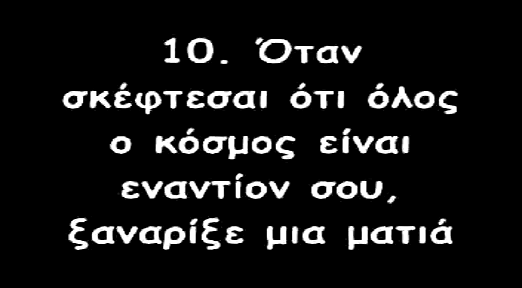 10. Όταν
σκέφτεσαι ότι όλος
ο κόσμος είναι
εναντίον σου,
ξαναρίξε μια ματιά